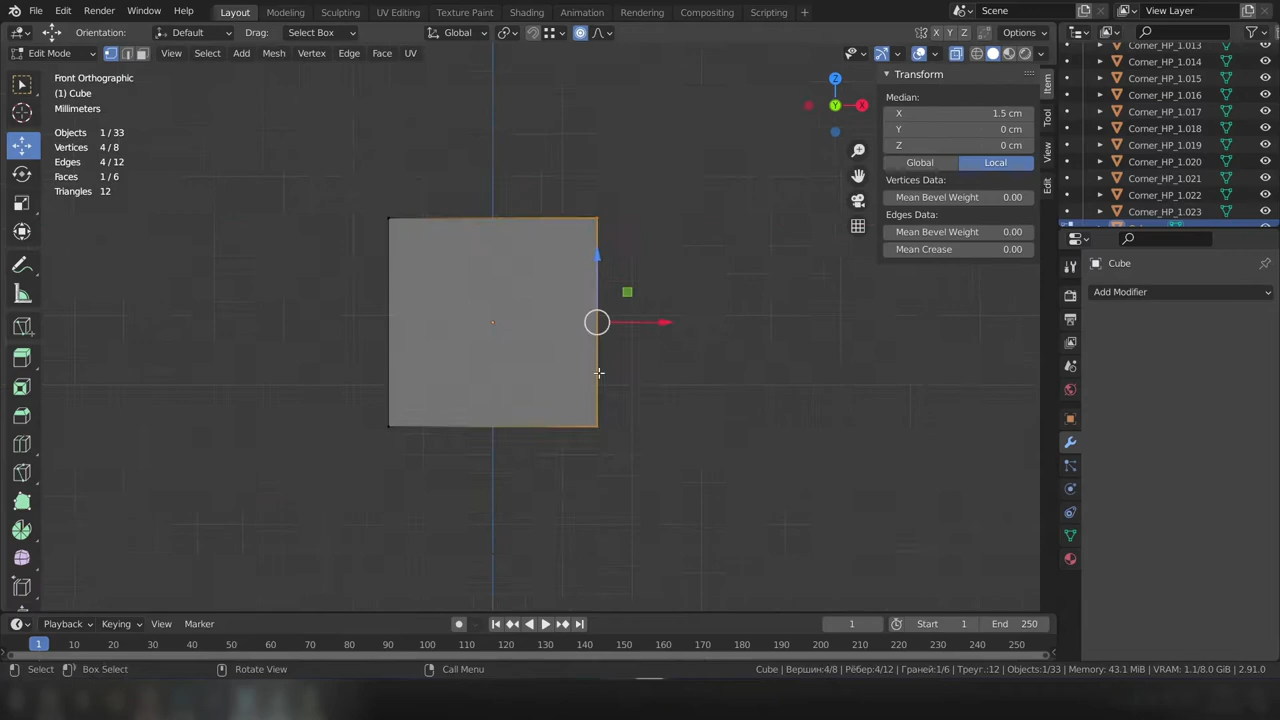 File Edit Render Window Help Layout Modeling Sculpting UV Editing Texture Paint Shading Animation Rendering Compositing Scripting Scene View Layer
Orientation: Default Drag: Select Box Global X Y Z Options
Edit Mode View Select Add Mesh Vertex Edge Face UV
Front Orthographic
(1) Cube
Millimeters
Objects 1 / 33
Vertices 4 / 8
Edges 4 / 12
Faces 1 / 6
Triangles 12
Z
Y
X
Transform
Median:
X 1.5 cm
Y 0 cm
Z 0 cm
Global Local
Vertices Data:
Mean Bevel Weight 0.00
Edges Data:
Mean Bevel Weight 0.00
Mean Crease 0.00
Item
Tool
View
Edit
Corner_HP_1.013
Corner_HP_1.014
Corner_HP_1.015
Corner_HP_1.016
Corner_HP_1.017
Corner_HP_1.018
Corner_HP_1.019
Corner_HP_1.020
Corner_HP_1.021
Corner_HP_1.022
Corner_HP_1.023
Cube
Add Modifier
Playback Keying View Marker 1 Start 1 End 250
1 10 20 30 40 50 60 70 80 90 100 110 120 130 140 150 160 170 180 190 200 210 220 230 240 250
Select Box Select Rotate View Call Menu Cube | Вершин:4/8 | Рёбер:4/12 | Граней:1/6 | Треуг.:12 | Objects:1/33 | Memory: 43.1 MiB | VRAM: 1.1/8.0 GiB | 2.91.0